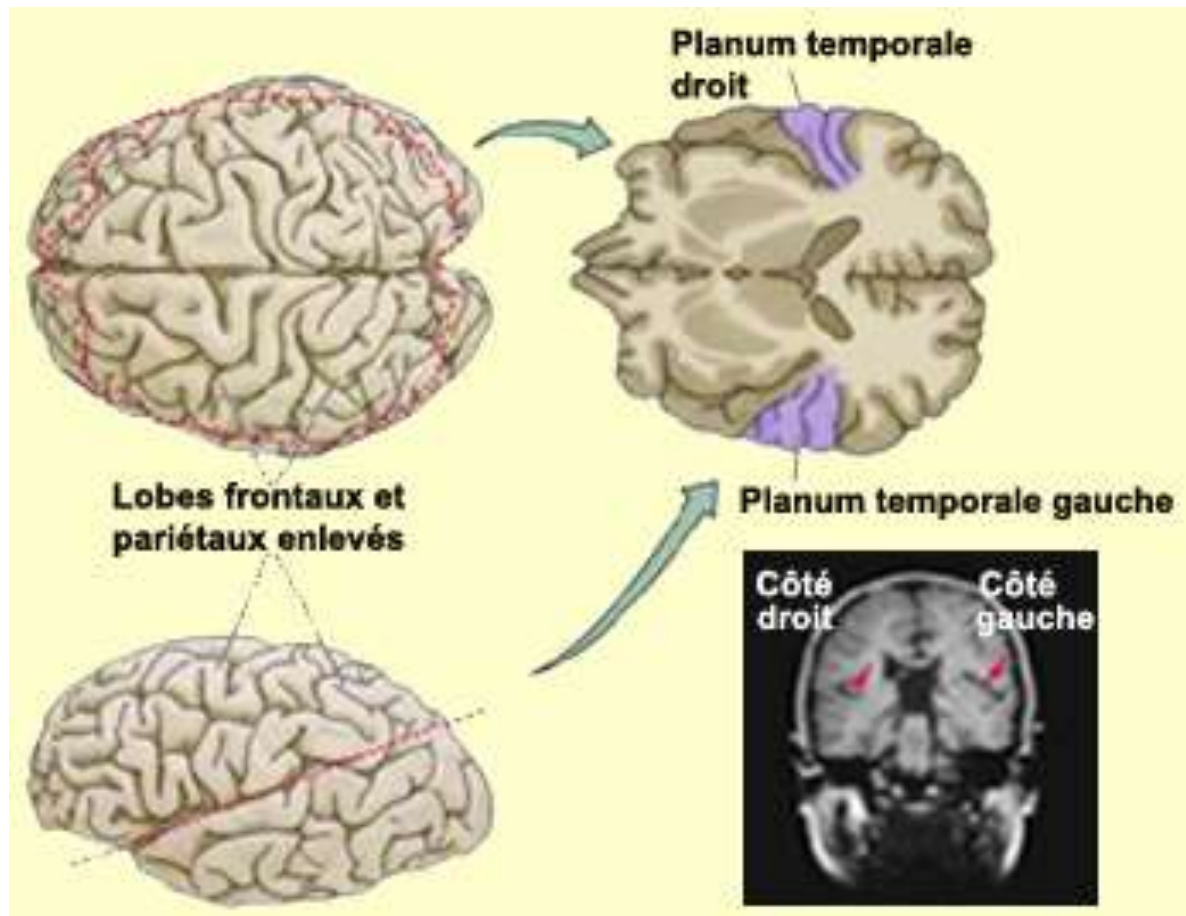 Planum temporale
droit
Lobes frontaux et
pariétaux enlevés
Planum temporale gauche
Côté
droit
Côté
gauche